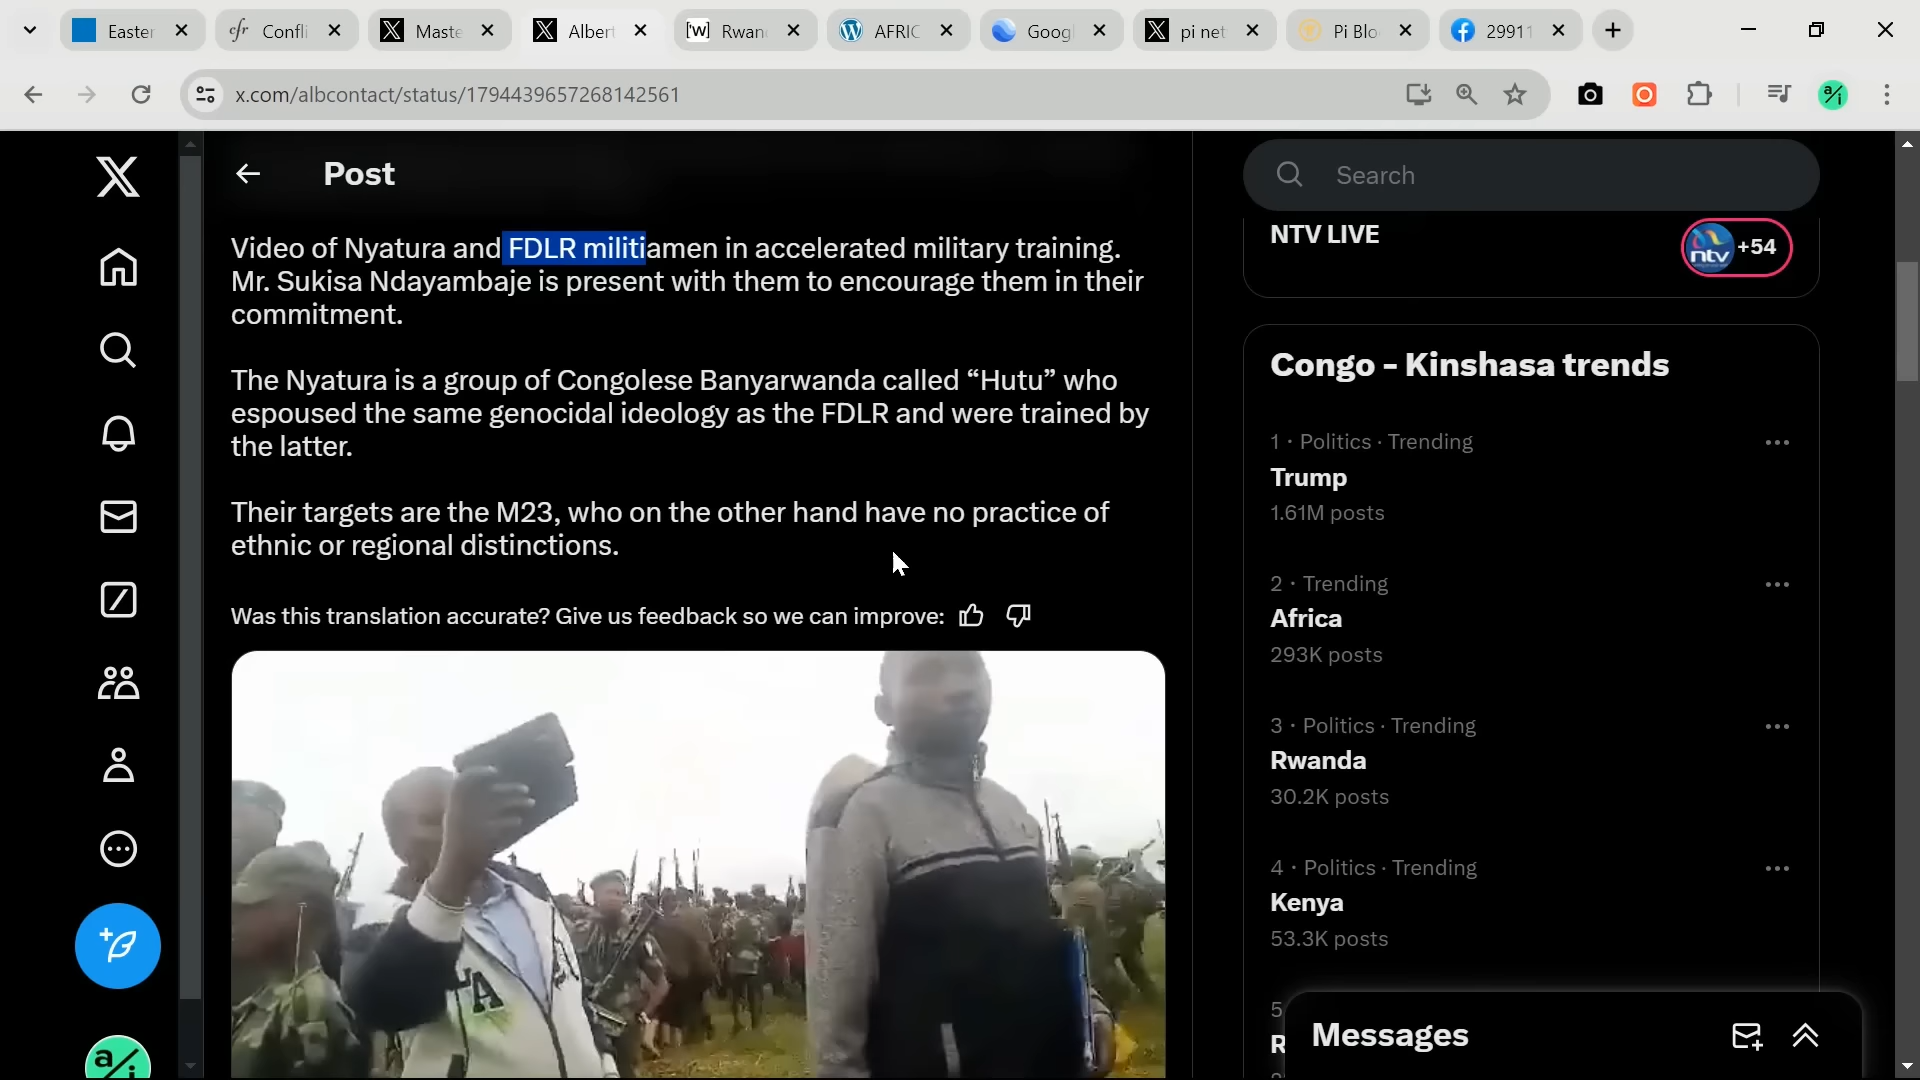 Easter
Confli
Maste
Albert
Rwan
AFRIC
Googl
pi net
Pi Blo
29911
x.com/albcontact/status/1794439657268142561
Post
Video of Nyatura and FDLR militiamen in accelerated military training.
Mr. Sukisa Ndayambaje is present with them to encourage them in their
commitment.
The Nyatura is a group of Congolese Banyarwanda called “Hutu” who
espoused the same genocidal ideology as the FDLR and were trained by
the latter.
Their targets are the M23, who on the other hand have no practice of
ethnic or regional distinctions.
Was this translation accurate? Give us feedback so we can improve:
A
a/i
Search
NTV LIVE
ntv
+54
Congo - Kinshasa trends
1 · Politics · Trending
Trump
1.61M posts
2 · Trending
Africa
293K posts
3 · Politics · Trending
Rwanda
30.2K posts
4 · Politics · Trending
Kenya
53.3K posts
5
R
Messages